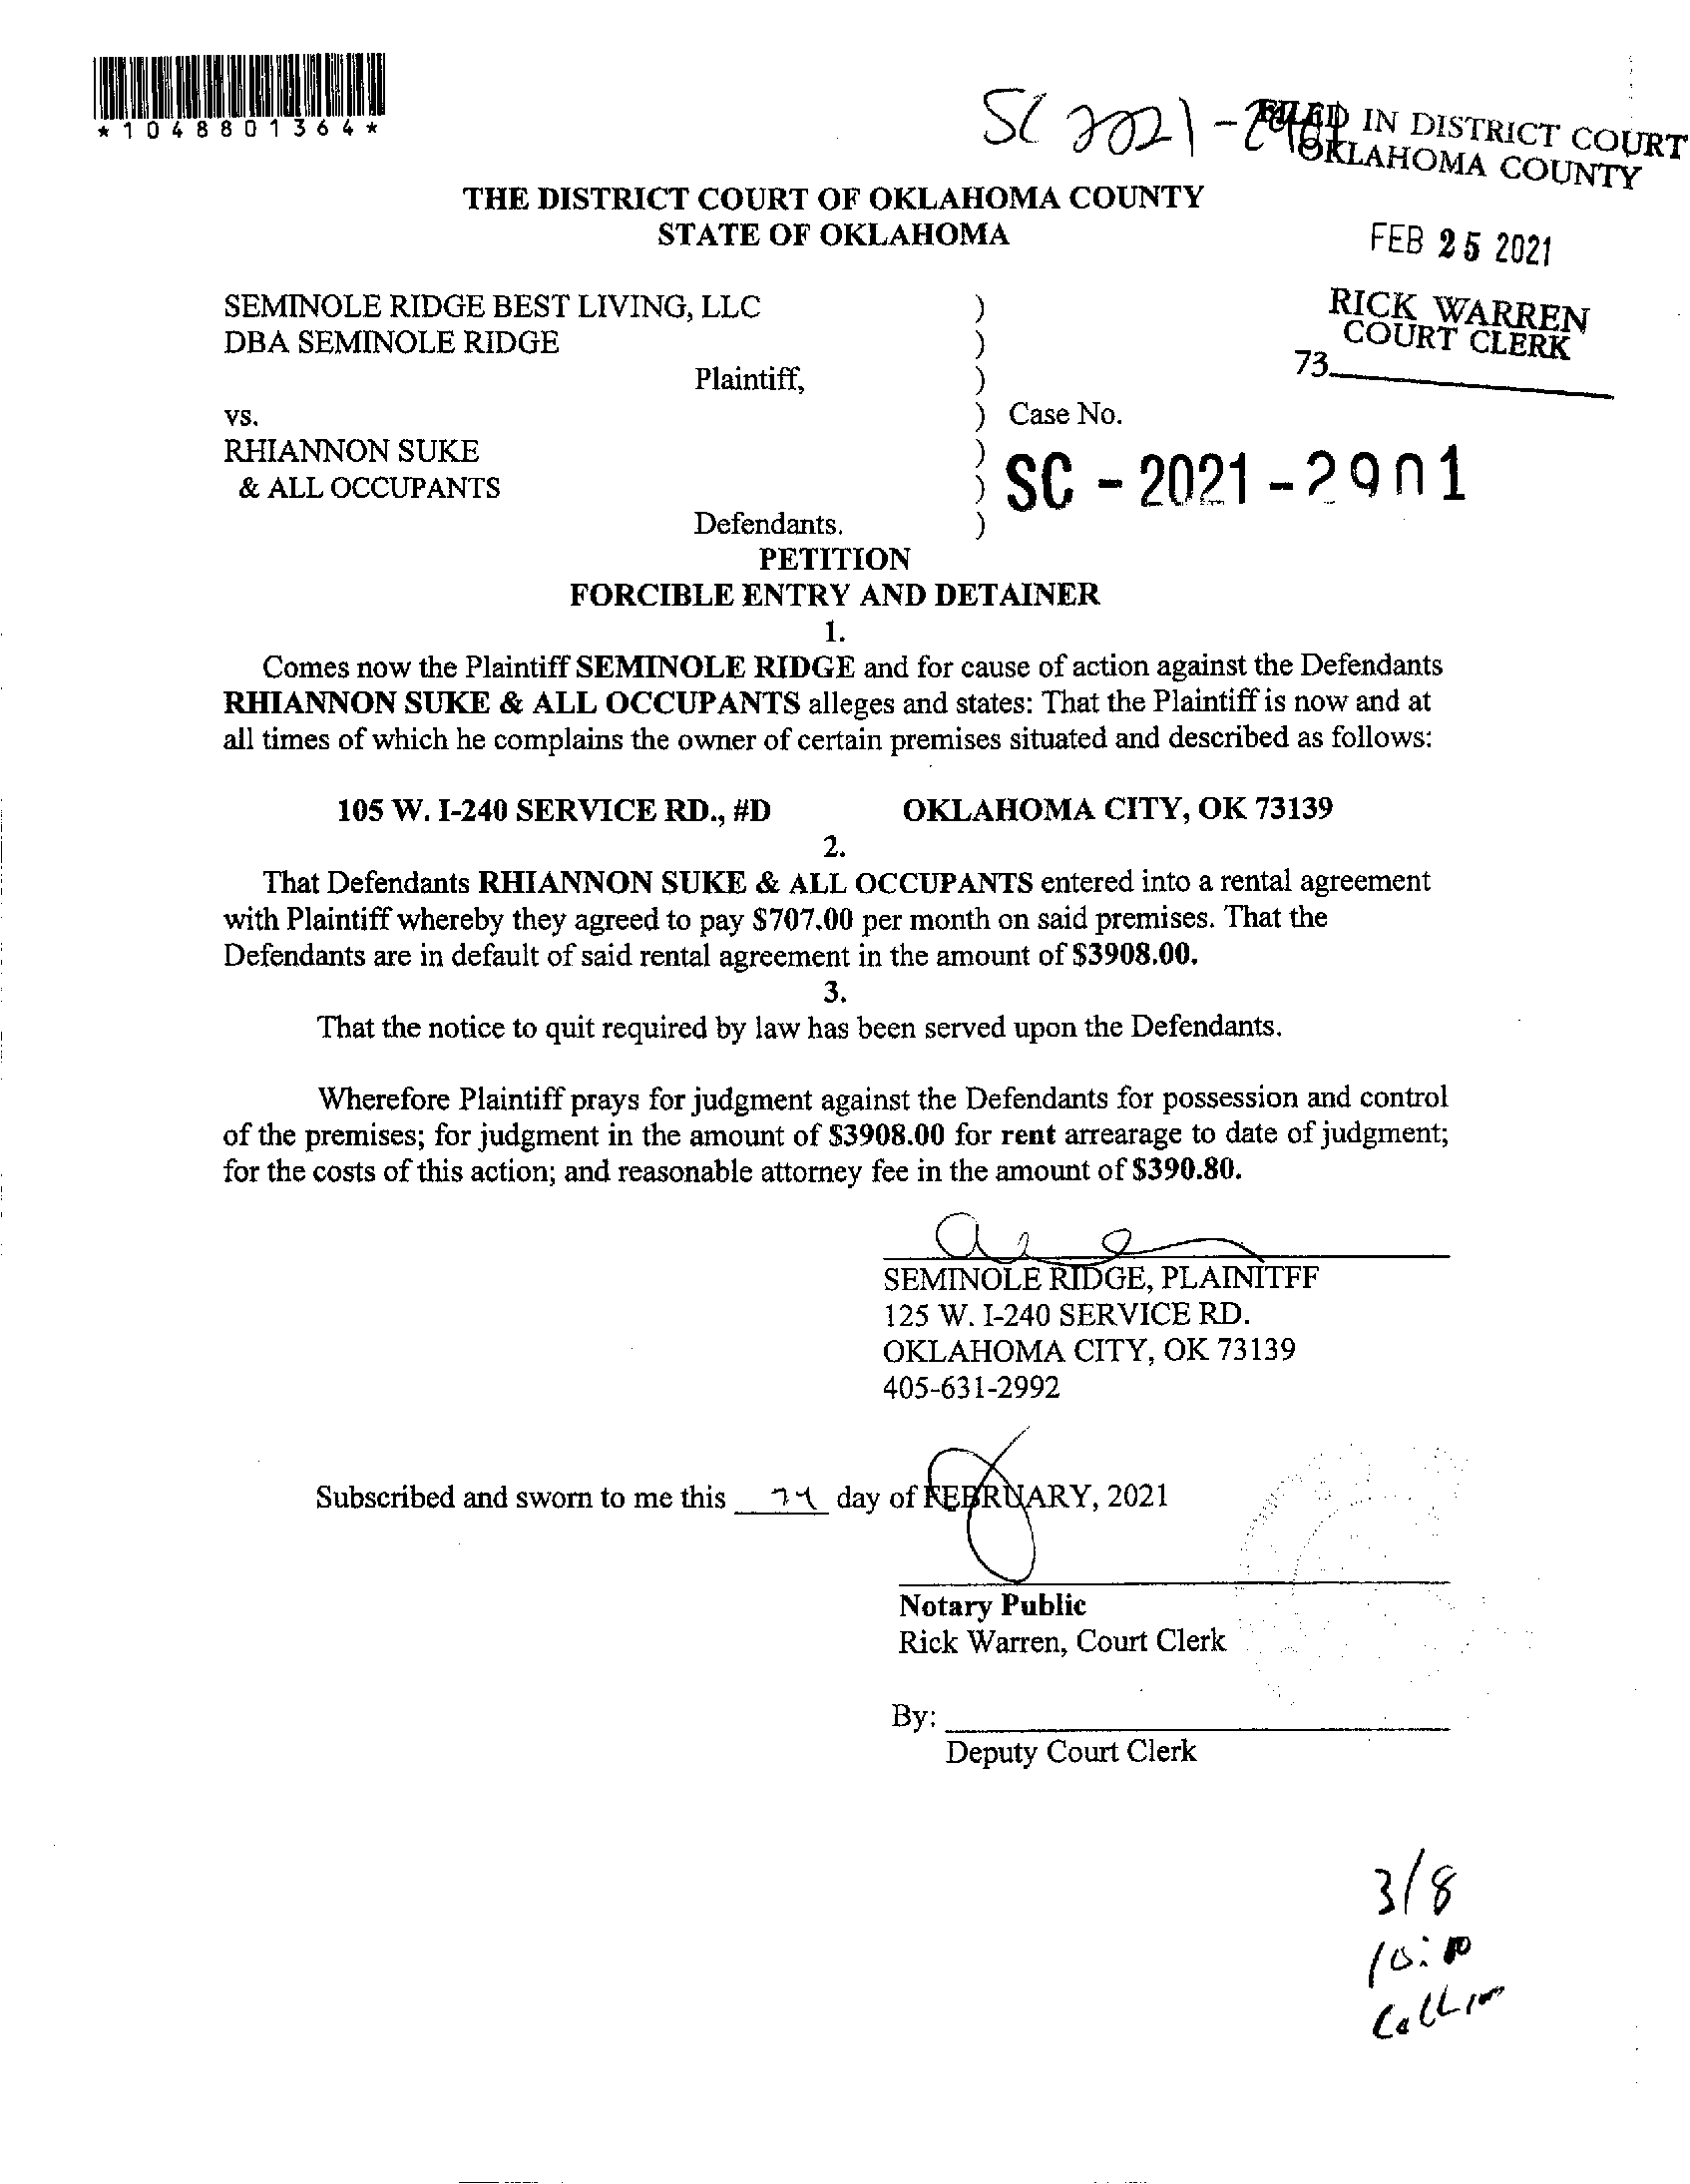 *1048801364*
SC 2021-2901
FILED IN DISTRICT COURT
OKLAHOMA COUNTY
THE DISTRICT COURT OF OKLAHOMA COUNTY
STATE OF OKLAHOMA
FEB 25 2021
SEMINOLE RIDGE BEST LIVING, LLC )
DBA SEMINOLE RIDGE )
RICK WARREN
COURT CLERK
73
Plaintiff, )
vs. ) Case No.
RHIANNON SUKE )
& ALL OCCUPANTS ) SC - 2021 - 2901
Defendants. )
PETITION
FORCIBLE ENTRY AND DETAINER
1.
Comes now the Plaintiff SEMINOLE RIDGE and for cause of action against the Defendants
RHIANNON SUKE & ALL OCCUPANTS alleges and states: That the Plaintiff is now and at
all times of which he complains the owner of certain premises situated and described as follows:
105 W. I-240 SERVICE RD., #D OKLAHOMA CITY, OK 73139
2.
That Defendants RHIANNON SUKE & ALL OCCUPANTS entered into a rental agreement
with Plaintiff whereby they agreed to pay $707.00 per month on said premises. That the
Defendants are in default of said rental agreement in the amount of $3908.00.
3.
That the notice to quit required by law has been served upon the Defendants.
Wherefore Plaintiff prays for judgment against the Defendants for possession and control
of the premises; for judgment in the amount of $3908.00 for rent arrearage to date of judgment;
for the costs of this action; and reasonable attorney fee in the amount of $390.80.
SEMINOLE RIDGE, PLAINITFF
125 W. I-240 SERVICE RD.
OKLAHOMA CITY, OK 73139
405-631-2992
Subscribed and sworn to me this day of FEBRUARY, 2021
Notary Public
Rick Warren, Court Clerk
By:
Deputy Court Clerk
3/8